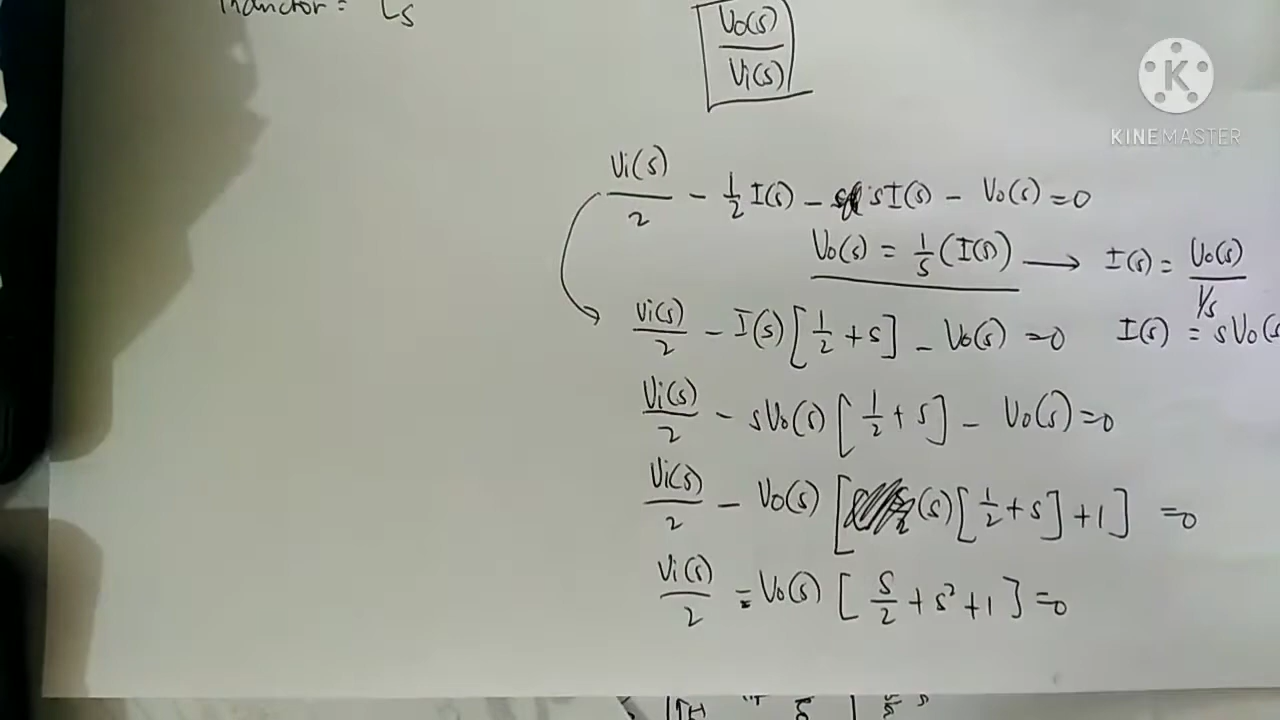 Inductor = Ls
Vo(s)
Vi(s)
KINEMASTER
Vi(s)/2 - 1/2 I(s) - sI(s) - Vo(s) = 0
Vo(s) = 1/s (I(s)) → I(s) = Vo(s)/1/s
Vi(s)/2 - I(s) [1/2 + s] - Vo(s) = 0 I(s) = sVo(s
Vi(s)/2 - sVo(s) [1/2 + s] - Vo(s) = 0
Vi(s)/2 - Vo(s) [(s) [1/2 + s] + 1] = 0
Vi(s)/2 = Vo(s) [s/2 + s² + 1] = 0